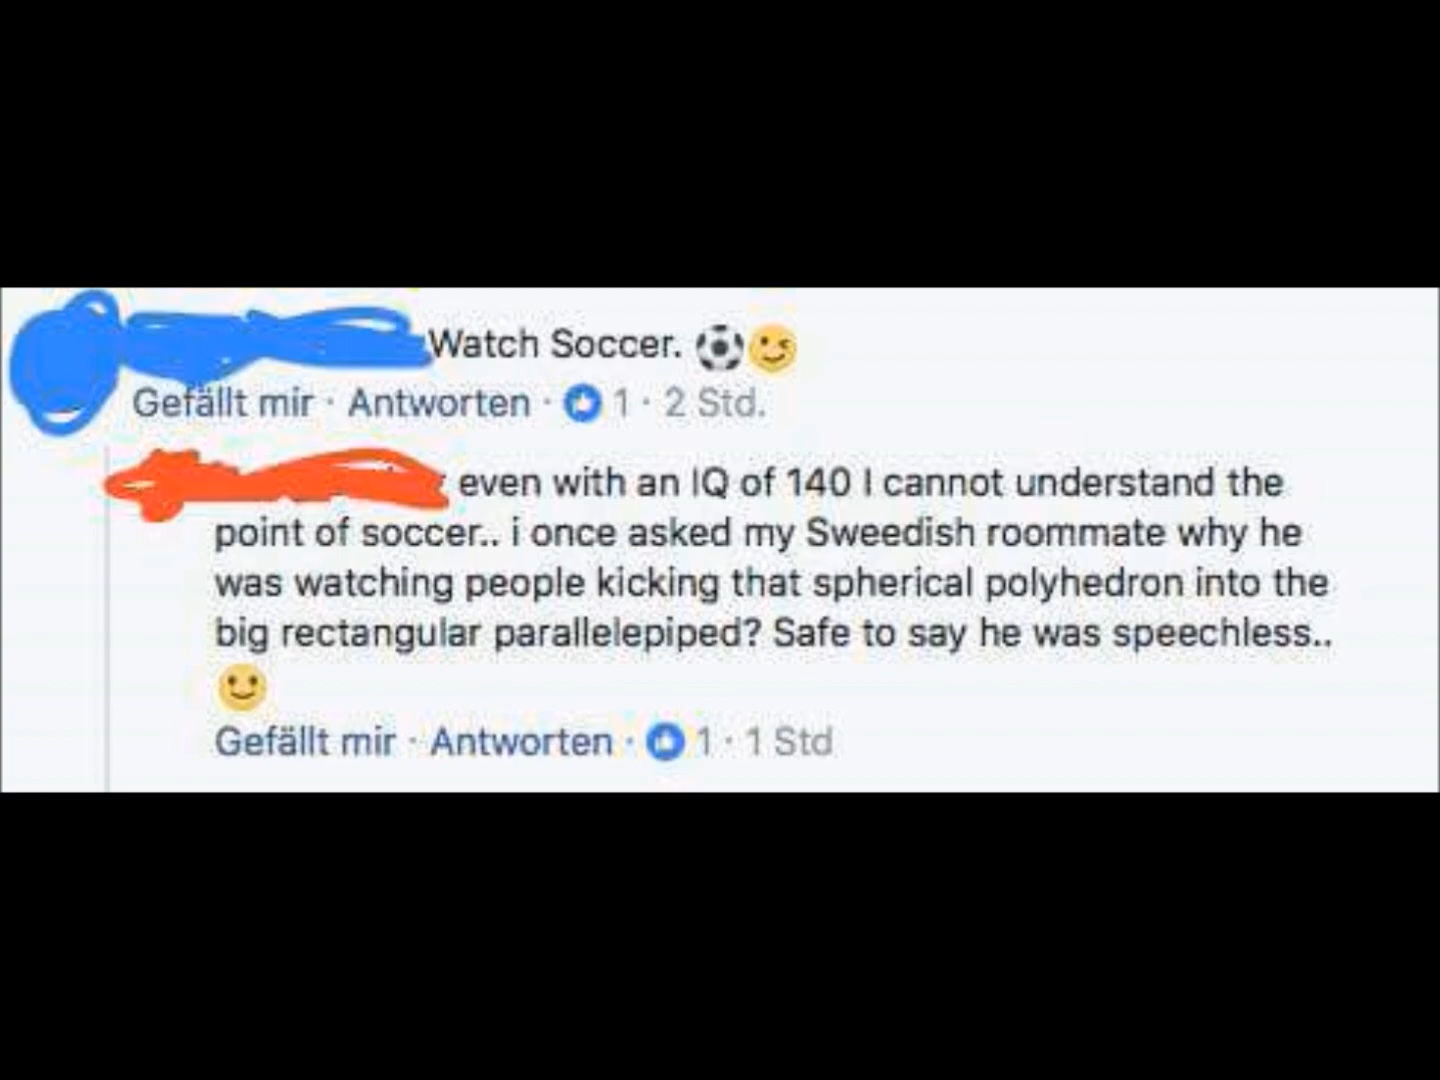 Watch Soccer. ⚽😉
Gefällt mir · Antworten · 1 · 2 Std.
even with an IQ of 140 I cannot understand the
point of soccer.. i once asked my Sweedish roommate why he
was watching people kicking that spherical polyhedron into the
big rectangular parallelepiped? Safe to say he was speechless..
🙂
Gefällt mir · Antworten · 1 · 1 Std